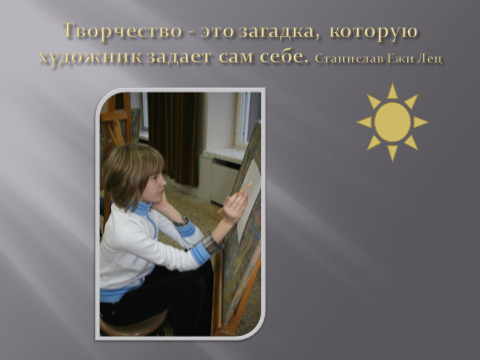 Творчество - это загадка, которую
художник задает сам себе. Станислав Ежи Лец